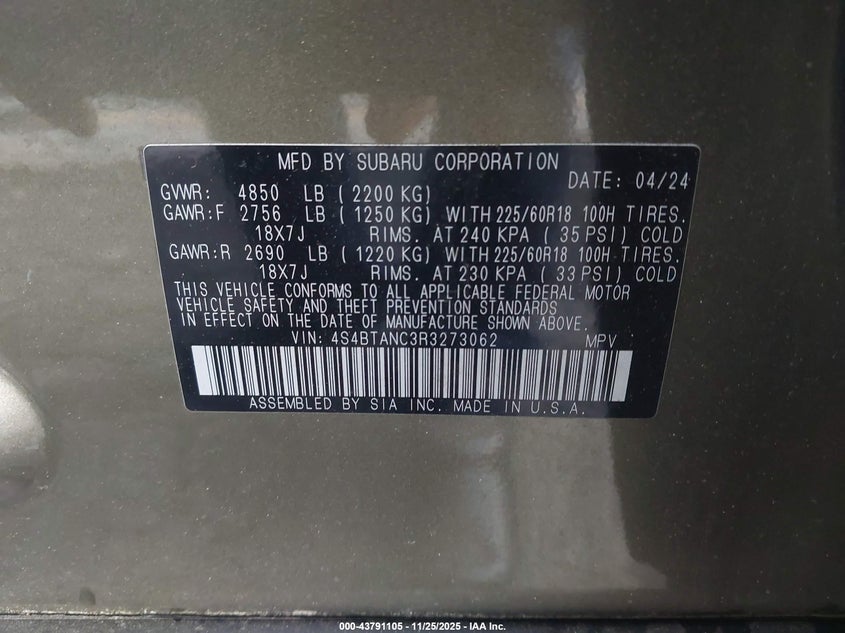 MFD BY SUBARU CORPORATION
DATE: 04/24
GVWR: 4850 LB ( 2200 KG)
GAWR:F 2756 LB ( 1250 KG) WITH 225/60R18 100H TIRES.
18X7J RIMS. AT 240 KPA ( 35 PSI) COLD
GAWR:R 2690 LB ( 1220 KG) WITH 225/60R18 100H TIRES.
18X7J RIMS. AT 230 KPA ( 33 PSI) COLD
THIS VEHICLE CONFORMS TO ALL APPLICABLE FEDERAL MOTOR
VEHICLE SAFETY AND THEFT PREVENTION STANDARDS
IN EFFECT ON THE DATE OF MANUFACTURE SHOWN ABOVE.
VIN: 4S4BTANC3R3273062 MPV
ASSEMBLED BY SIA INC. MADE IN U.S.A.
000-43791105 - 11/25/2025 - IAA Inc.